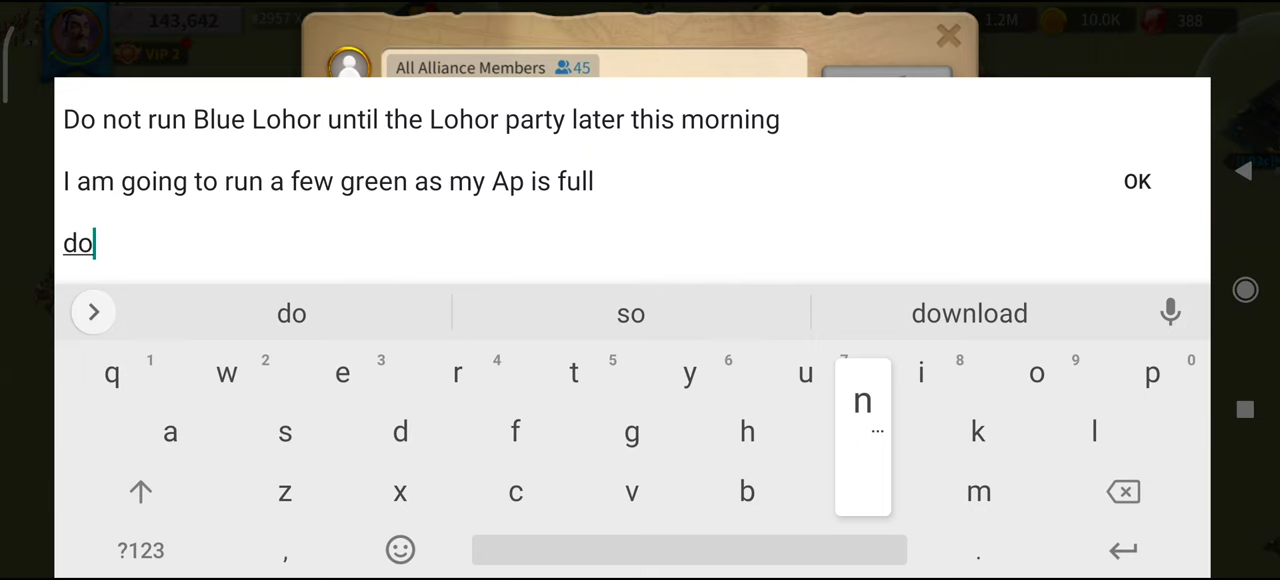 143,642
#2957
1.2M
10.0K
388
VIP 2
All Alliance Members 45
Do not run Blue Lohor until the Lohor party later this morning
I am going to run a few green as my Ap is full
OK
do
do so download
q 1 w 2 e 3 r 4 t 5 y 6 u 7 i 8 o 9 p 0
a s d f g h n ... k l
z x c v b m
?123 , .